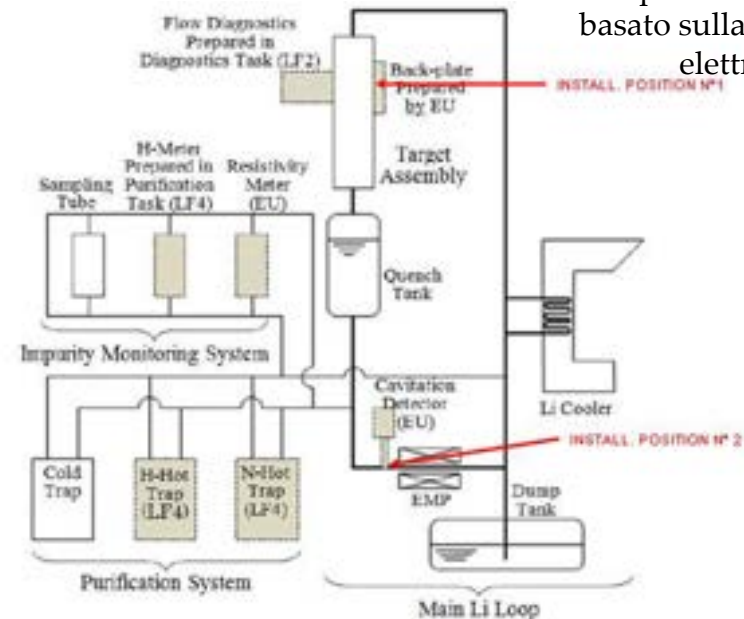 basato sulla
elettr
Flow Diagnostics
Prepared in
Diagnostics Task (LF2)
Back-plate
Prepared
by EU
INSTALL. POSITION N°1
Target
Assembly
H-Meter
Prepared in
Purification
Task (LF4)
Sampling
Tube
Resistivity
Meter
(EU)
Quench
Tank
Impurity Monitoring System
Li Cooler
Cavitation
Detector
(EU)
INSTALL. POSITION N° 2
Cold
Trap
H-Hot
Trap
(LF4)
N-Hot
Trap
(LF4)
EMP
Dump
Tank
Purification System
Main Li Loop